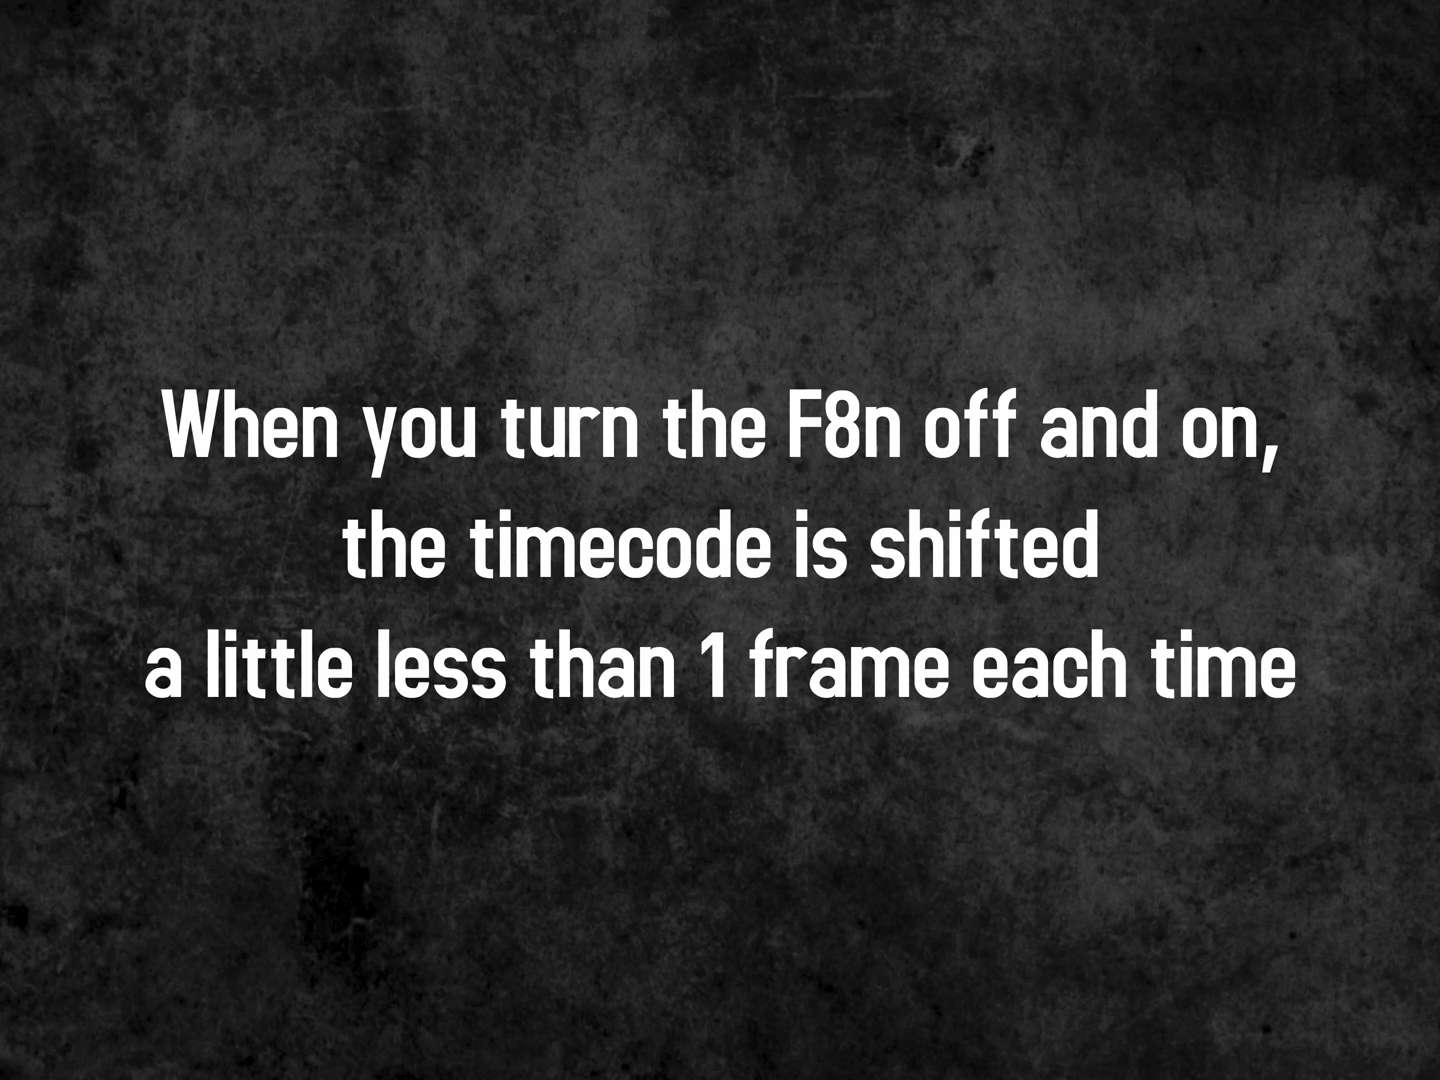 When you turn the F8n off and on,
the timecode is shifted
a little less than 1 frame each time